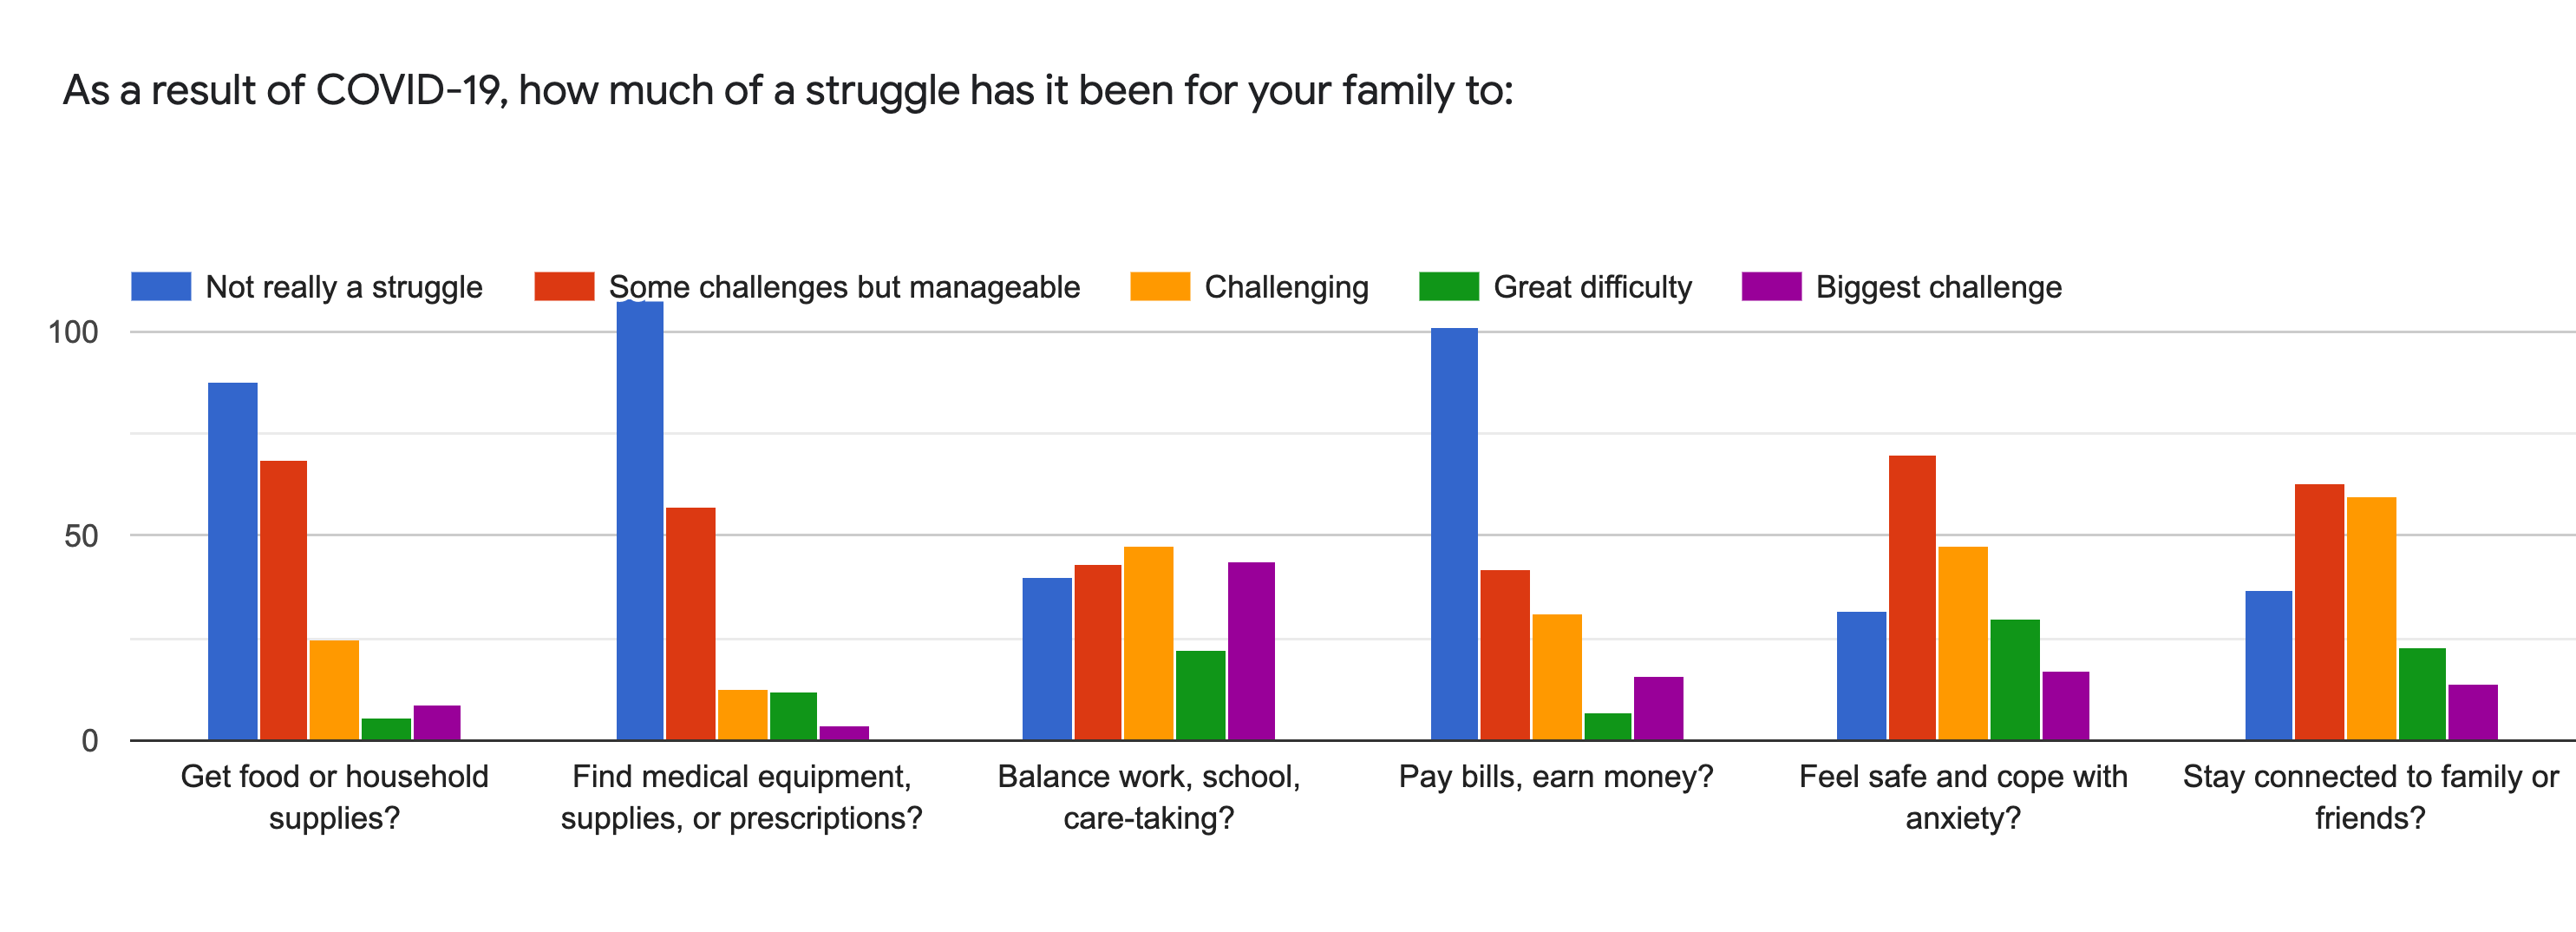 As a result of COVID-19, how much of a struggle has it been for your family to:
Not really a struggle Some challenges but manageable Challenging Great difficulty Biggest challenge
100
50
0
Get food or household supplies?
Find medical equipment, supplies, or prescriptions?
Balance work, school, care-taking?
Pay bills, earn money?
Feel safe and cope with anxiety?
Stay connected to family or friends?